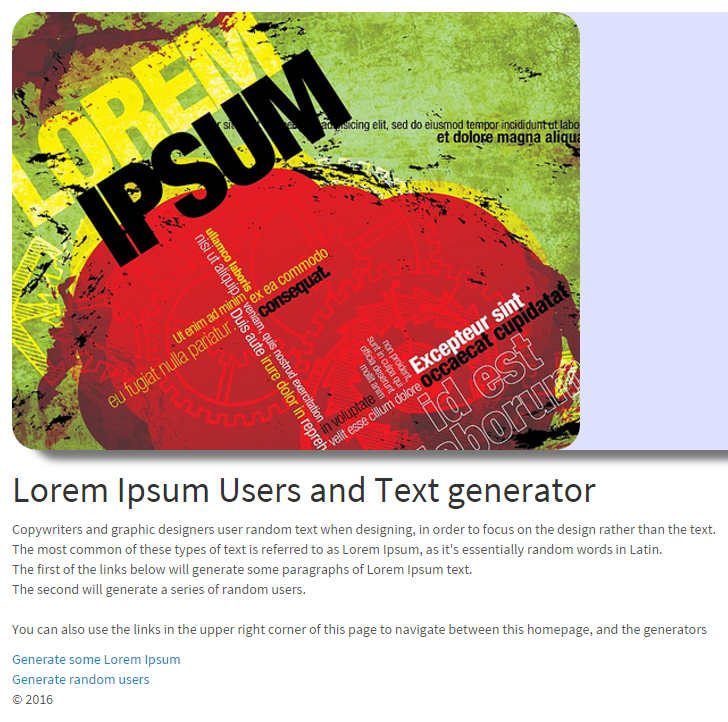 LOREM
IPSUM
sit
adipisicing elit, sed do eiusmod tempor incididunt ut labo
et dolore magna aliqua
ullamco laboris
nisi ut aliquip
ex ea commodo
consequat.
Ut enim ad minim
veniam, quis nostrud exercitation
eu fugiat nulla pariatur.
Duis aute irure dolor in repreh
in voluptate
velit esse cillum dolore
Excepteur sint
occaecat cupidatat
non proident,
sunt in culpa qui
officia deserunt
mollit anim
id est
laborum
Lorem Ipsum Users and Text generator
Copywriters and graphic designers user random text when designing, in order to focus on the design rather than the text.
The most common of these types of text is referred to as Lorem Ipsum, as it's essentially random words in Latin.
The first of the links below will generate some paragraphs of Lorem Ipsum text.
The second will generate a series of random users.
You can also use the links in the upper right corner of this page to navigate between this homepage, and the generators
Generate some Lorem Ipsum
Generate random users
© 2016